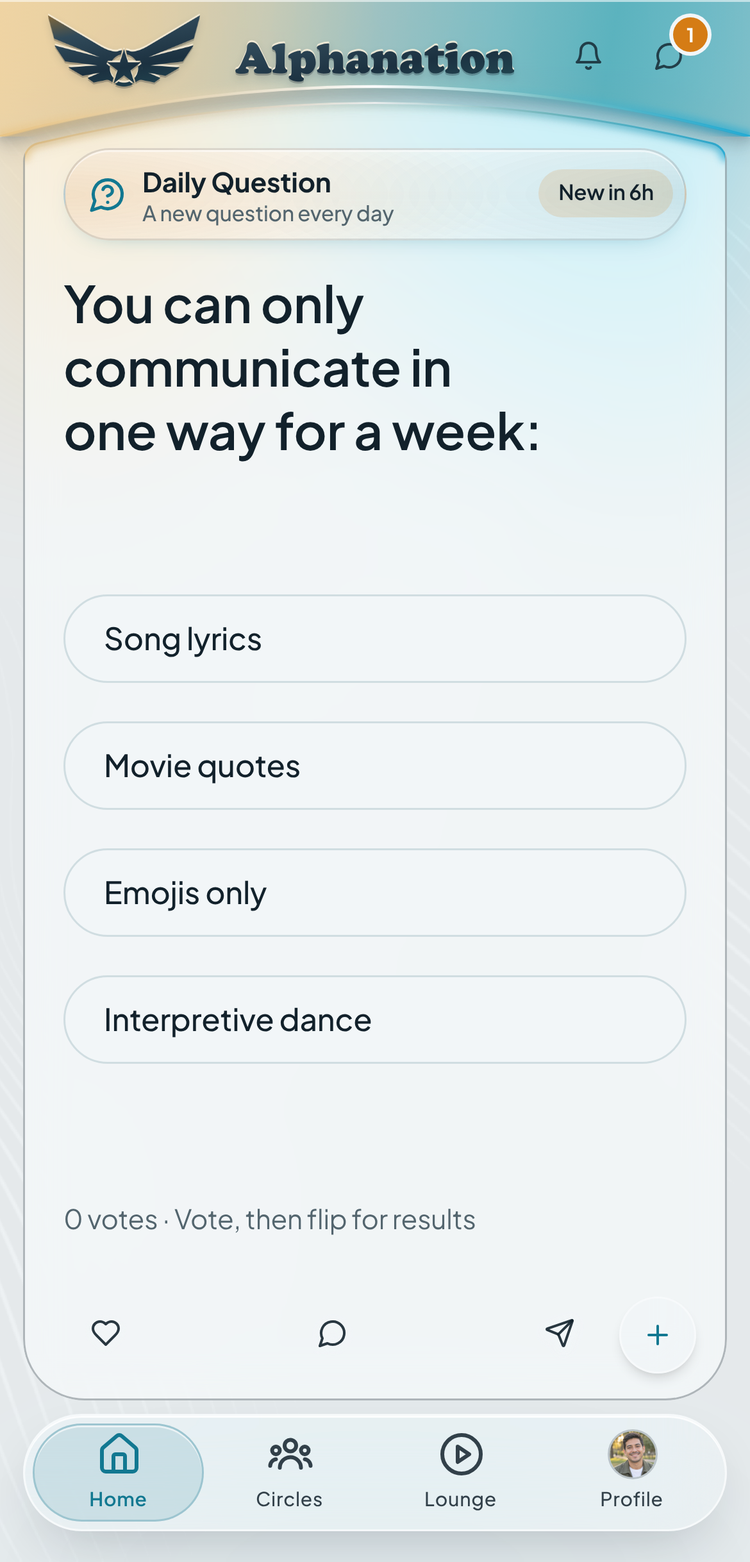 Alphanation
1
Daily Question
A new question every day
New in 6h
You can only
communicate in
one way for a week:
Song lyrics
Movie quotes
Emojis only
Interpretive dance
0 votes · Vote, then flip for results
Home
Circles
Lounge
Profile